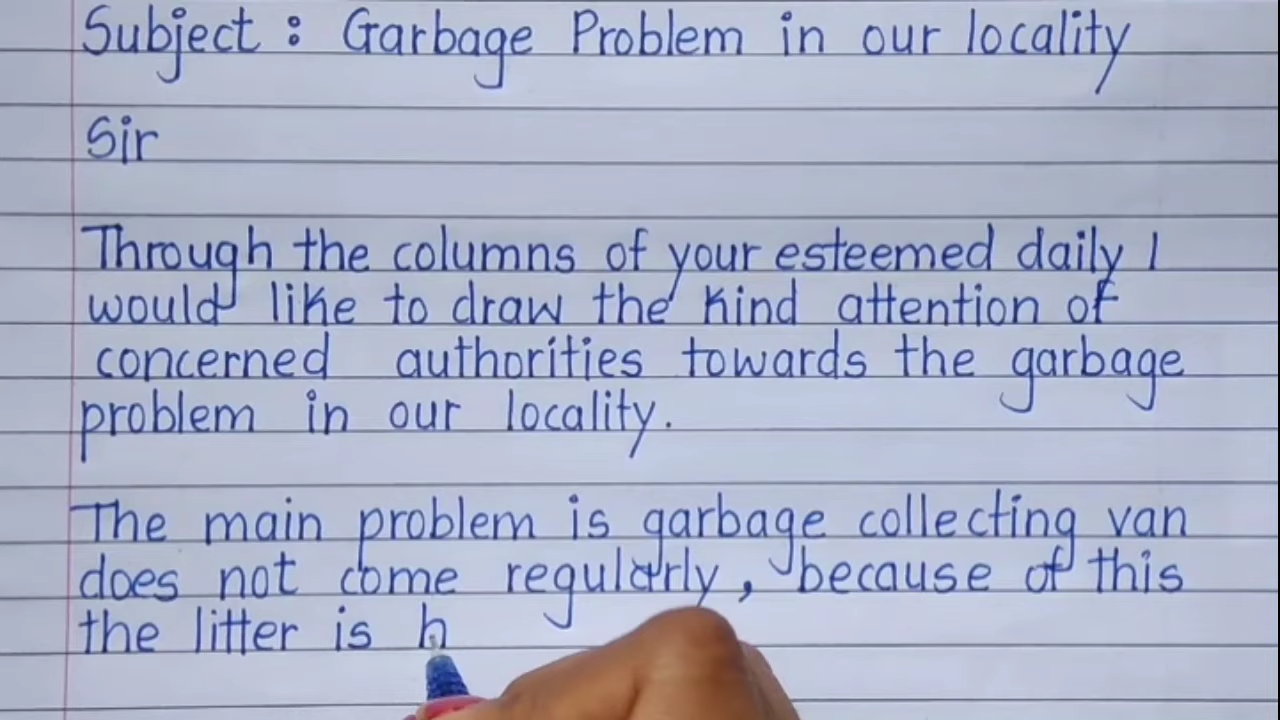 Subject : Garbage Problem in our locality
Sir
Through the columns of your esteemed daily I
would like to draw the kind attention of
concerned authorities towards the garbage
problem in our locality.
The main problem is garbage collecting van
does not come regularly, because of this
the litter is h